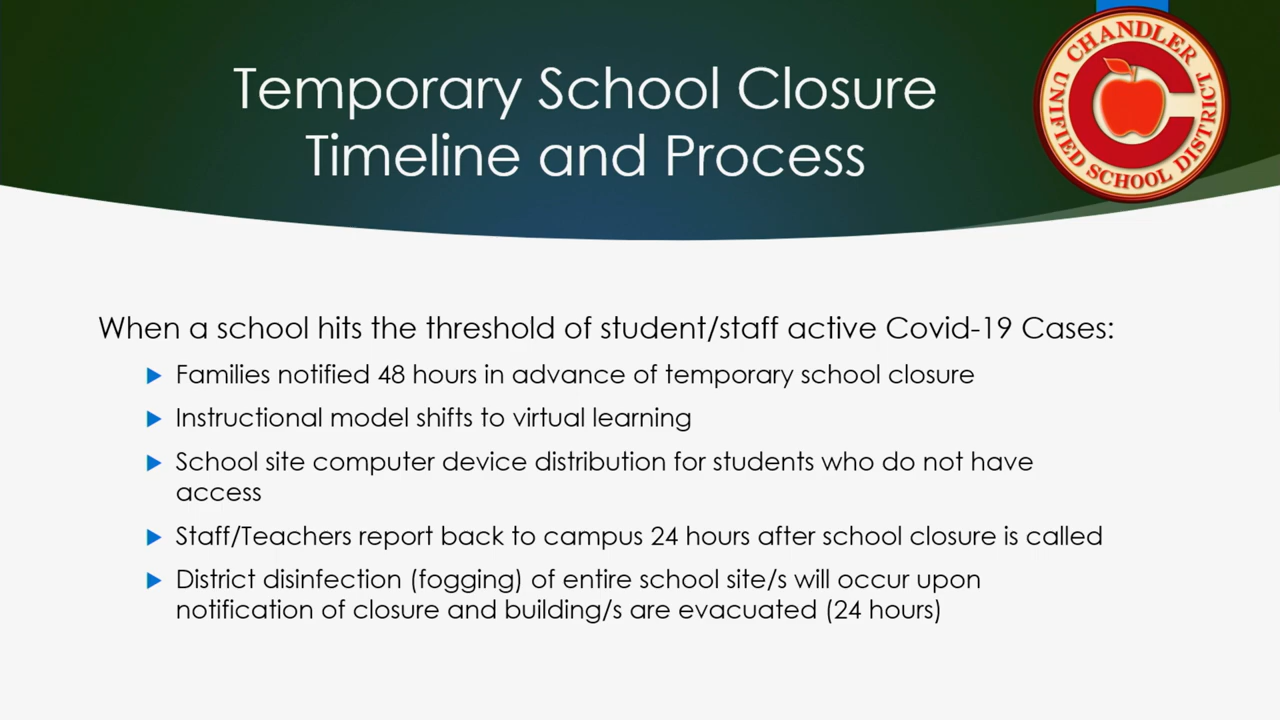 Temporary School Closure
Timeline and Process
CHANDLER
UNIFIED SCHOOL DISTRICT
When a school hits the threshold of student/staff active Covid-19 Cases:
Families notified 48 hours in advance of temporary school closure
Instructional model shifts to virtual learning
School site computer device distribution for students who do not have
access
Staff/Teachers report back to campus 24 hours after school closure is called
District disinfection (fogging) of entire school site/s will occur upon
notification of closure and building/s are evacuated (24 hours)